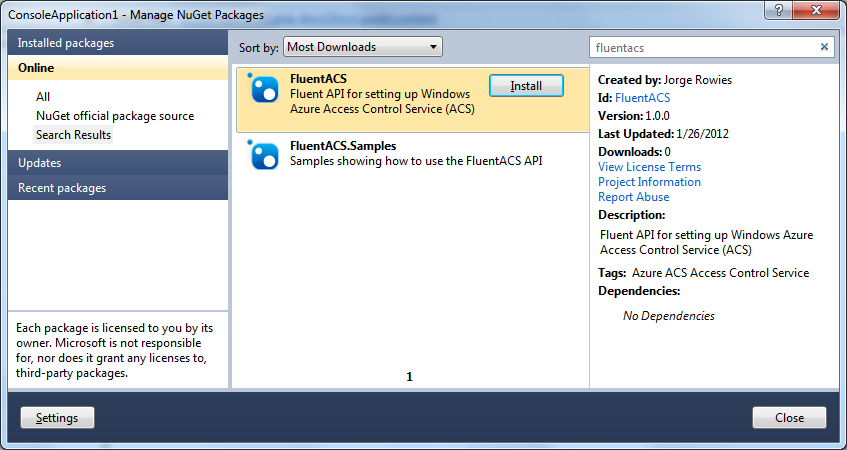 ConsoleApplication1 - Manage NuGet Packages
Installed packages
Online
All
NuGet official package source
Search Results
Updates
Recent packages
Each package is licensed to you by its
owner. Microsoft is not responsible
for, nor does it grant any licenses to,
third-party packages.
Sort by:
Most Downloads
FluentACS
Fluent API for setting up Windows
Azure Access Control Service (ACS)
Install
FluentACS.Samples
Samples showing how to use the FluentACS API
1
fluentacs
Created by: Jorge Rowies
Id: FluentACS
Version: 1.0.0
Last Updated: 1/26/2012
Downloads: 0
View License Terms
Project Information
Report Abuse
Description:
Fluent API for setting up Windows Azure
Access Control Service (ACS)
Tags: Azure ACS Access Control Service
Dependencies:
No Dependencies
Settings
Close